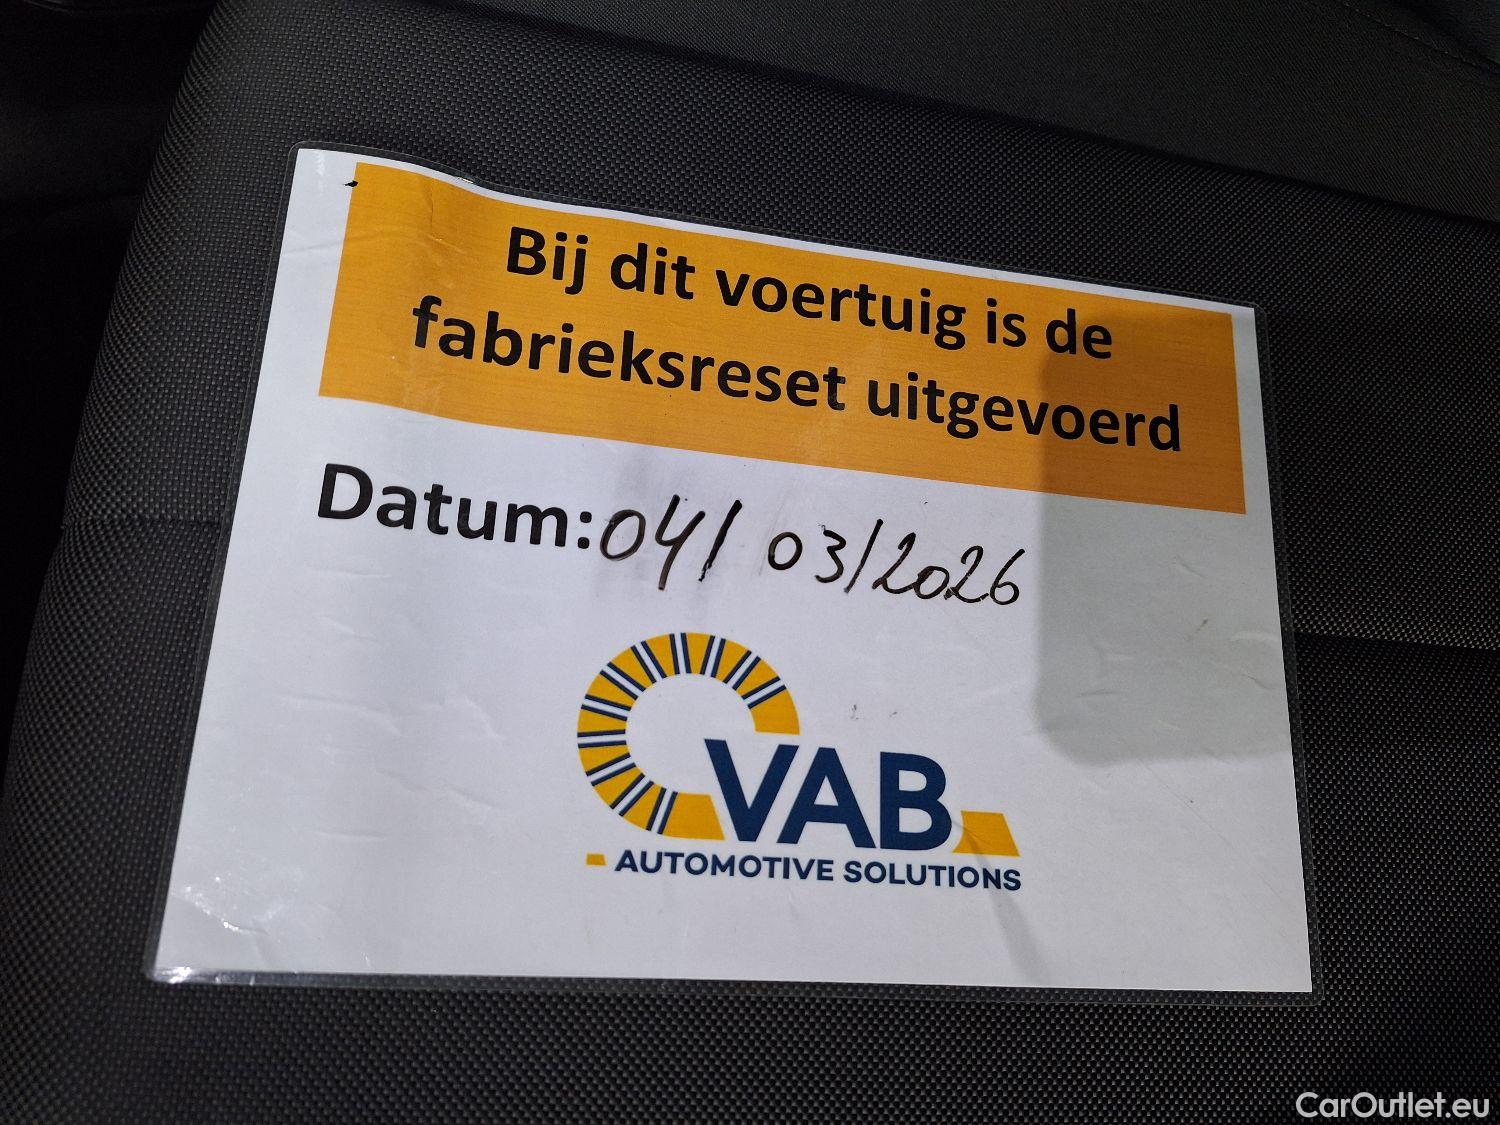 Bij dit voertuig is de
fabrieksreset uitgevoerd
Datum: 04/03/2026
VAB
AUTOMOTIVE SOLUTIONS
CarOutlet.eu